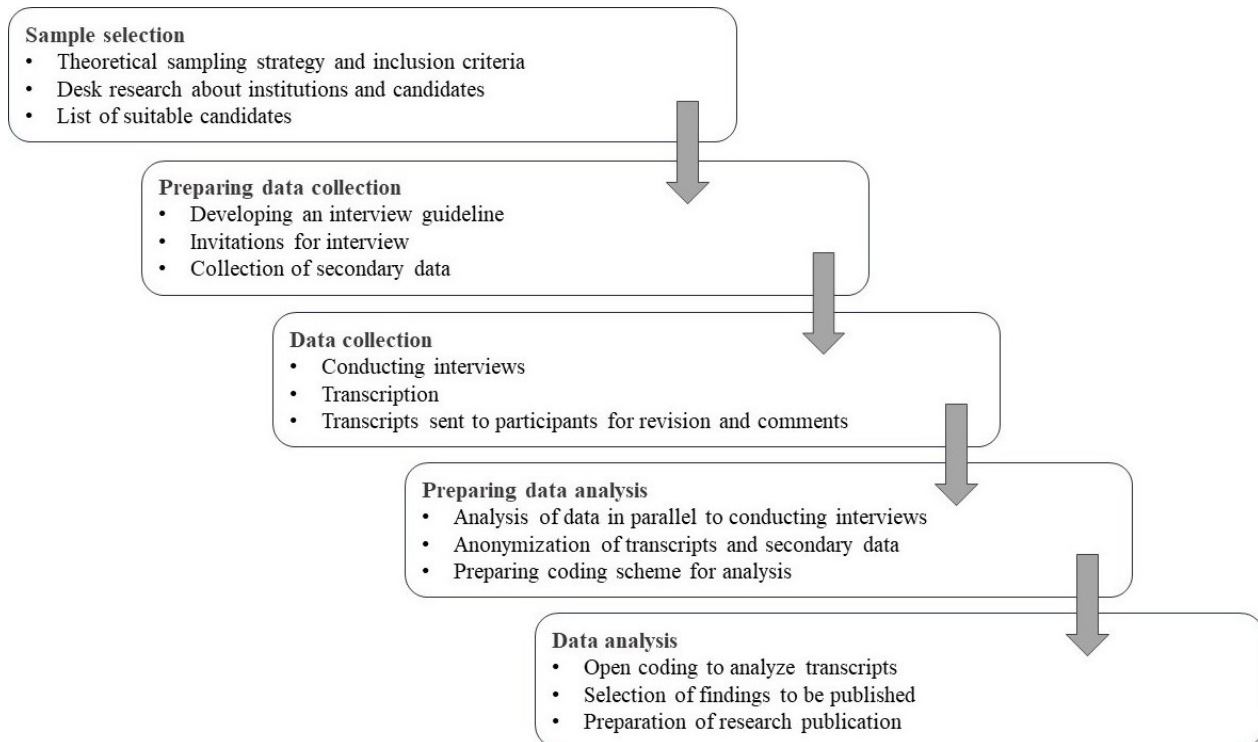 Sample selection
• Theoretical sampling strategy and inclusion criteria
• Desk research about institutions and candidates
• List of suitable candidates
Preparing data collection
• Developing an interview guideline
• Invitations for interview
• Collection of secondary data
Data collection
• Conducting interviews
• Transcription
• Transcripts sent to participants for revision and comments
Preparing data analysis
• Analysis of data in parallel to conducting interviews
• Anonymization of transcripts and secondary data
• Preparing coding scheme for analysis
Data analysis
• Open coding to analyze transcripts
• Selection of findings to be published
• Preparation of research publication